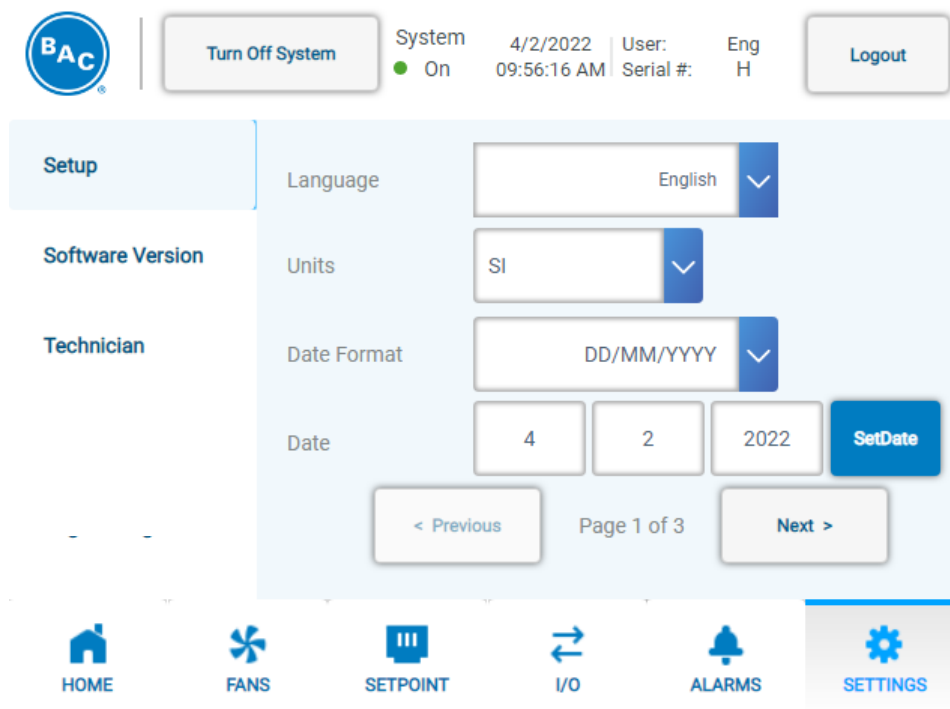 BAC
®
Turn Off System
System
On
4/2/2022
09:56:16 AM
User: Eng
Serial #: H
Logout
Setup
Software Version
Technician
Language English
Units SI
Date Format DD/MM/YYYY
Date 4 2 2022 SetDate
< Previous Page 1 of 3 Next >
HOME FANS SETPOINT I/O ALARMS SETTINGS